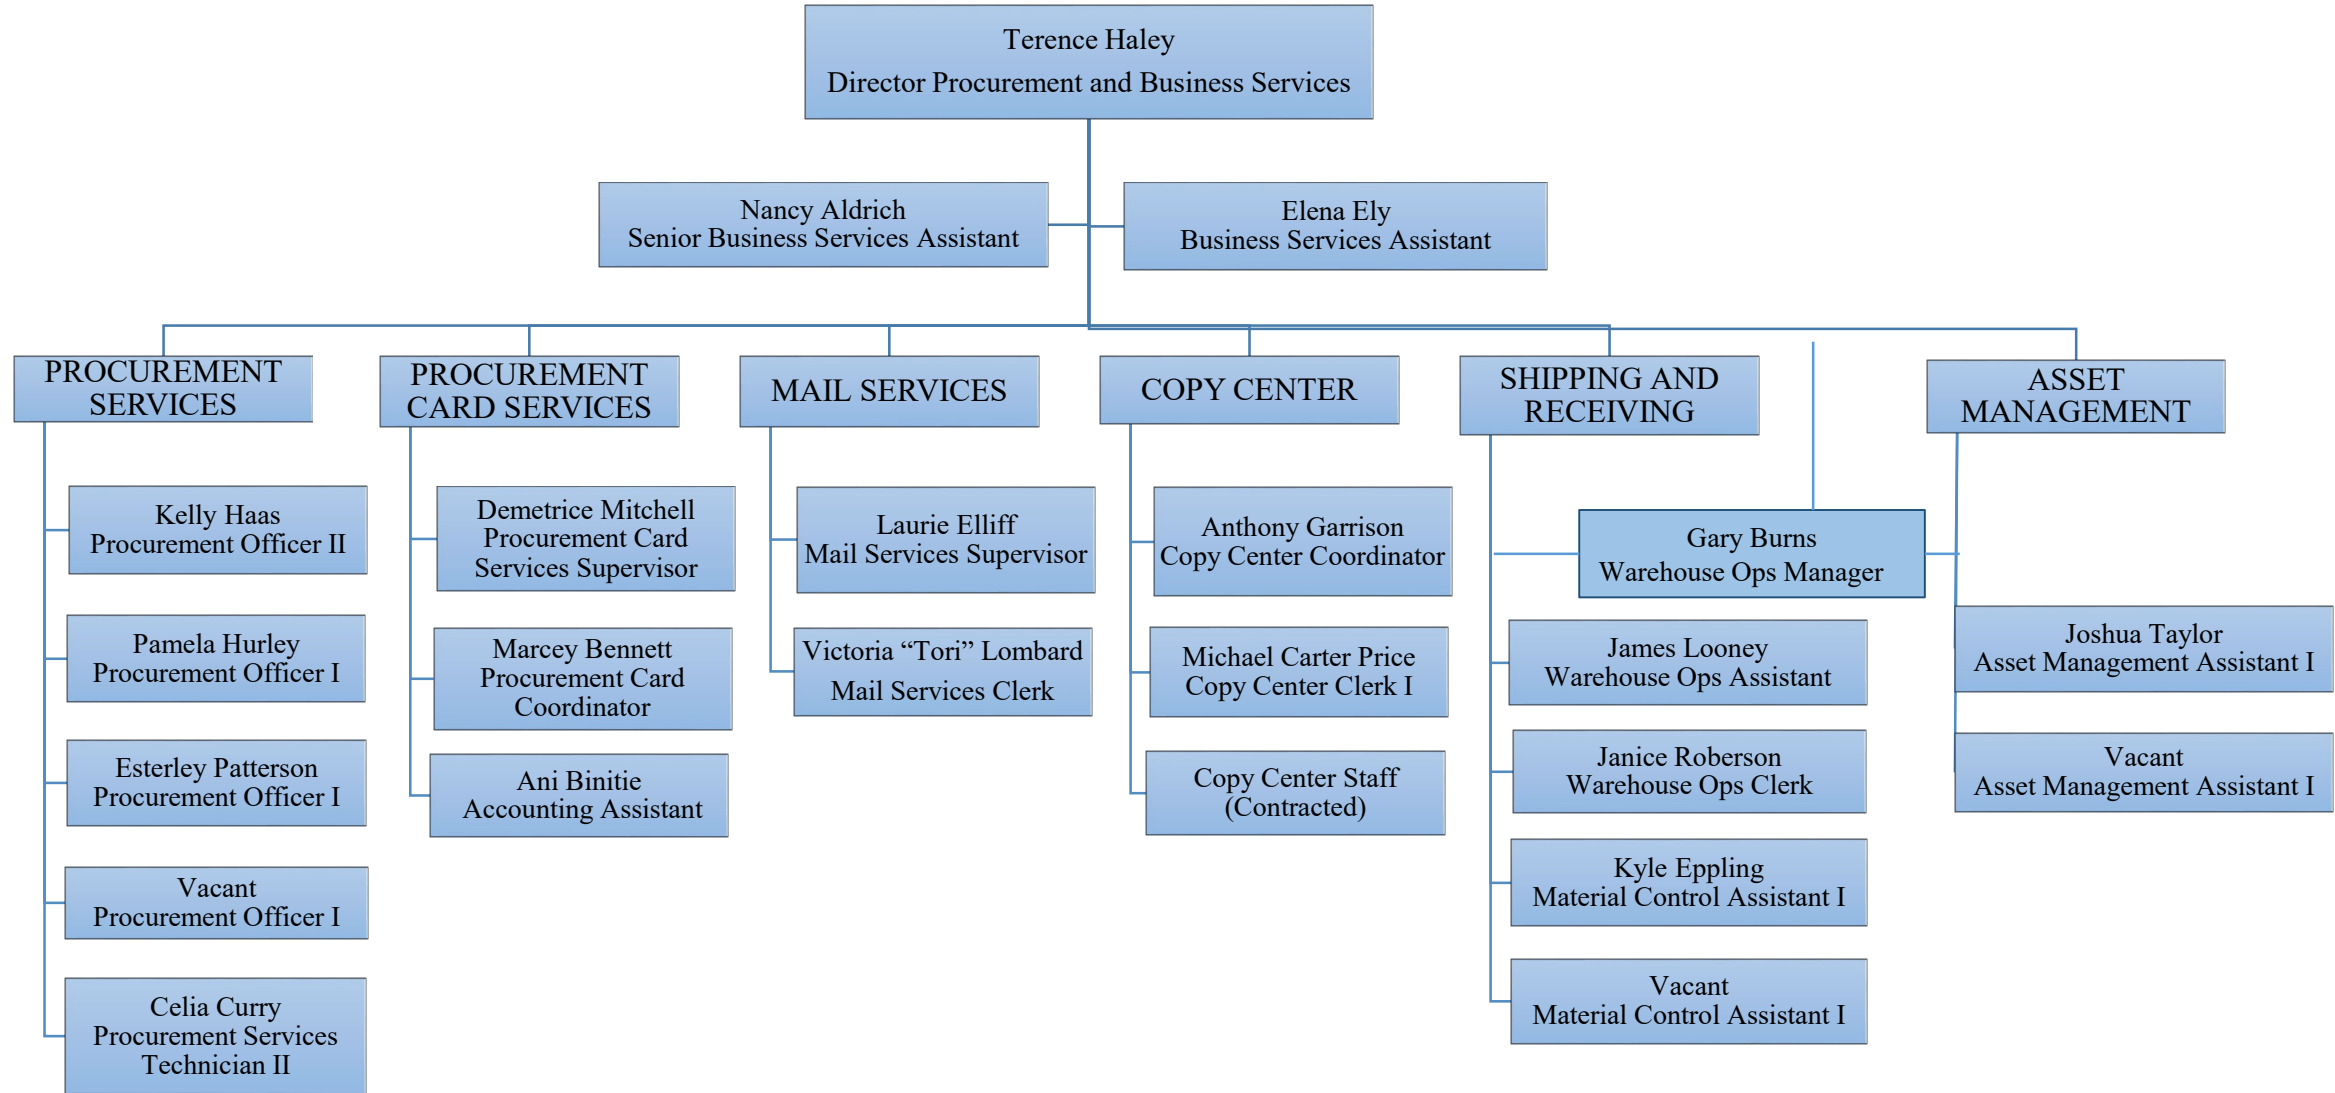 Terence Haley
Director Procurement and Business Services
Nancy Aldrich
Senior Business Services Assistant
Elena Ely
Business Services Assistant
PROCUREMENT
SERVICES
Kelly Haas
Procurement Officer II
Pamela Hurley
Procurement Officer I
Esterley Patterson
Procurement Officer I
Vacant
Procurement Officer I
Celia Curry
Procurement Services
Technician II
PROCUREMENT
CARD SERVICES
Demetrice Mitchell
Procurement Card
Services Supervisor
Marcey Bennett
Procurement Card
Coordinator
Ani Binitie
Accounting Assistant
MAIL SERVICES
Laurie Elliff
Mail Services Supervisor
Victoria “Tori” Lombard
Mail Services Clerk
COPY CENTER
Anthony Garrison
Copy Center Coordinator
Michael Carter Price
Copy Center Clerk I
Copy Center Staff
(Contracted)
SHIPPING AND
RECEIVING
Gary Burns
Warehouse Ops Manager
James Looney
Warehouse Ops Assistant
Janice Roberson
Warehouse Ops Clerk
Kyle Eppling
Material Control Assistant I
Vacant
Material Control Assistant I
ASSET
MANAGEMENT
Joshua Taylor
Asset Management Assistant I
Vacant
Asset Management Assistant I